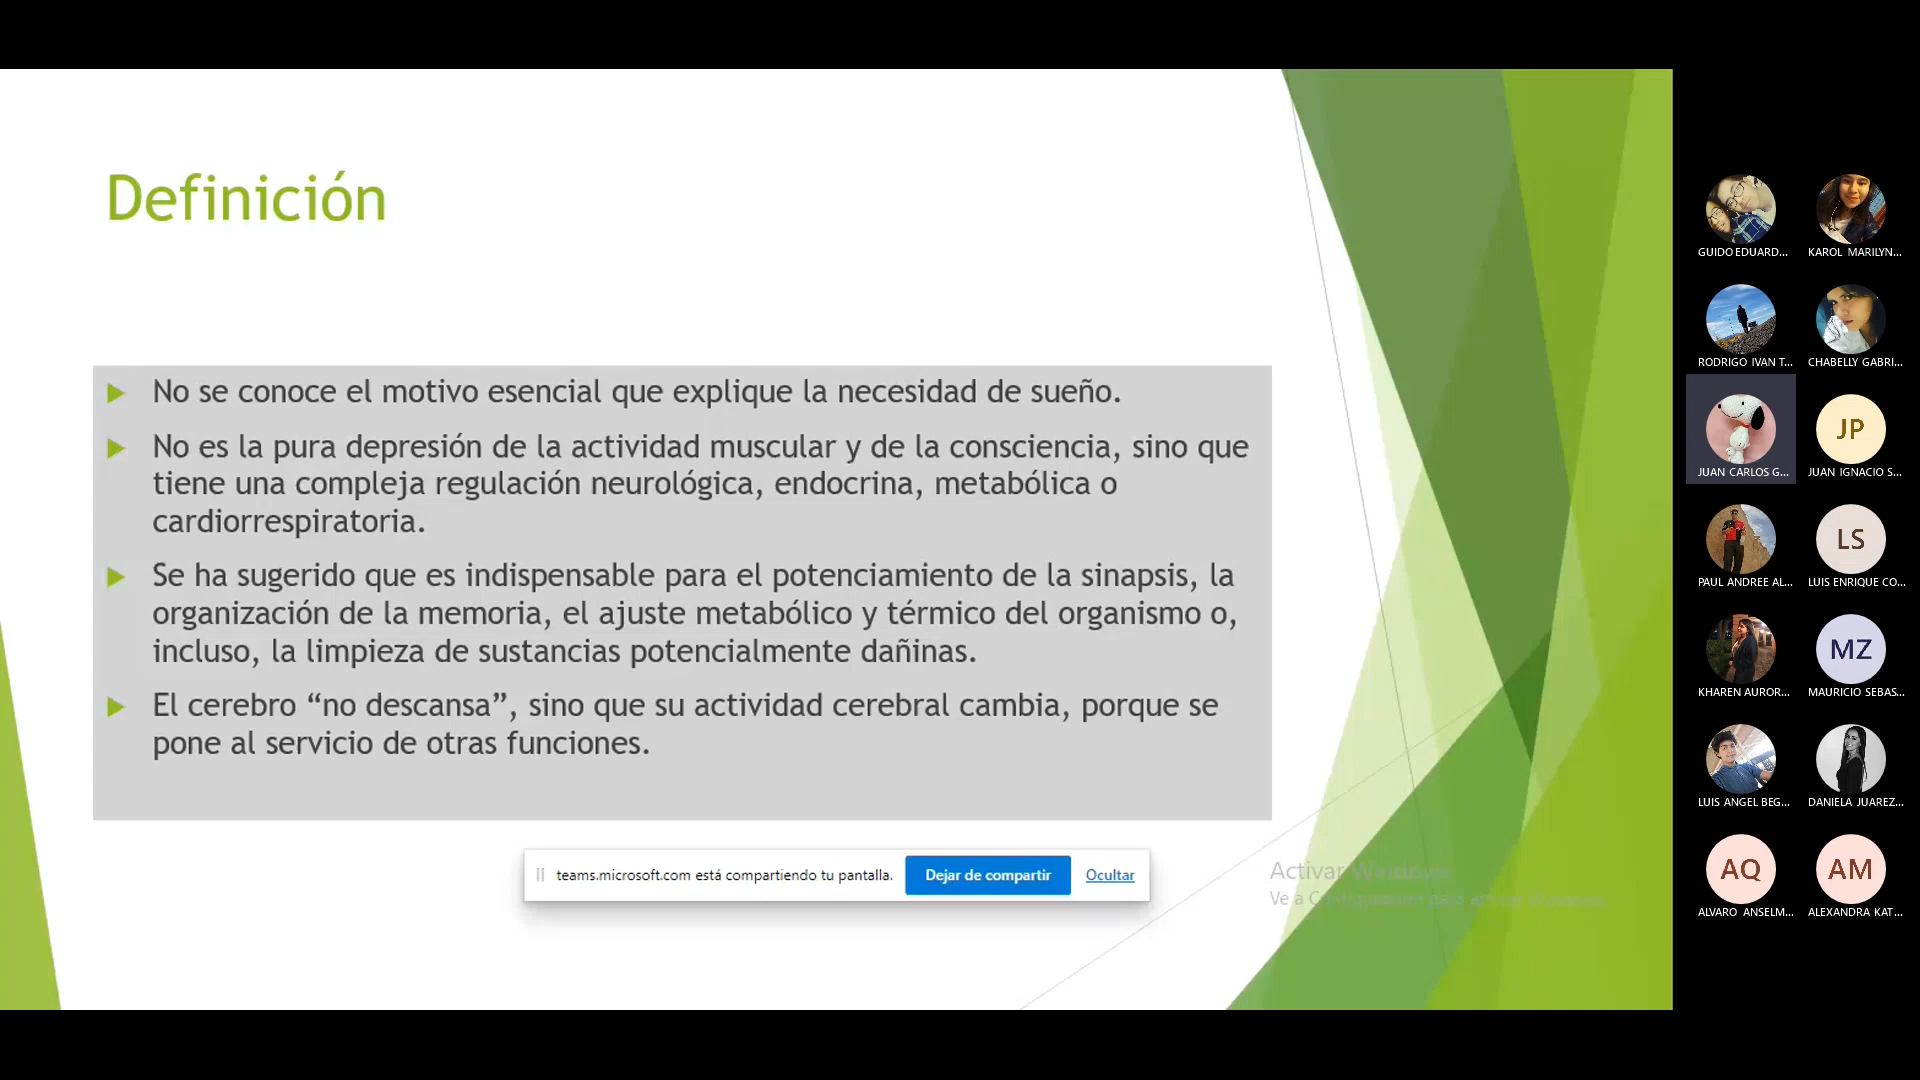 Definición
No se conoce el motivo esencial que explique la necesidad de sueño.
No es la pura depresión de la actividad muscular y de la consciencia, sino que
tiene una compleja regulación neurológica, endocrina, metabólica o
cardiorrespiratoria.
Se ha sugerido que es indispensable para el potenciamiento de la sinapsis, la
organización de la memoria, el ajuste metabólico y térmico del organismo o,
incluso, la limpieza de sustancias potencialmente dañinas.
El cerebro “no descansa”, sino que su actividad cerebral cambia, porque se
pone al servicio de otras funciones.
teams.microsoft.com está compartiendo tu pantalla.
Dejar de compartir
Ocultar
Activar Windows
Ve a Configuración para activar Windows.
GUIDO EDUARD...
KAROL MARILYN...
RODRIGO IVAN T...
CHABELLY GABRI...
JUAN CARLOS G...
JP
JUAN IGNACIO S...
PAUL ANDREE AL...
LS
LUIS ENRIQUE CO...
KHAREN AUROR...
MZ
MAURICIO SEBAS...
LUIS ANGEL BEG...
DANIELA JUAREZ...
AQ
ALVARO ANSELM...
AM
ALEXANDRA KAT...